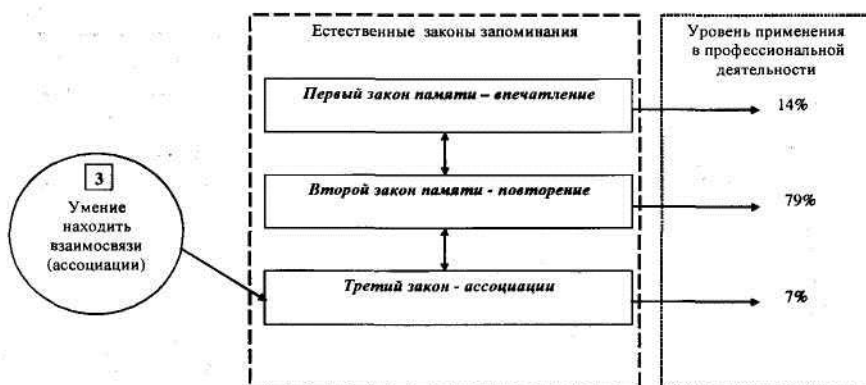 Естественные законы запоминания
Уровень применения
в профессиональной
деятельности
Первый закон памяти – впечатление
14%
3
Умение
находить
взаимосвязи
(ассоциации)
Второй закон памяти - повторение
79%
Третий закон - ассоциации
7%